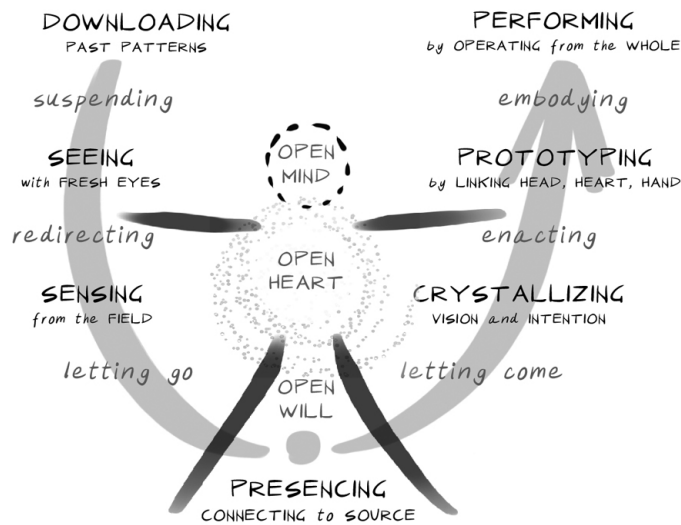 DOWNLOADING
PAST PATTERNS
suspending
SEEING
with FRESH EYES
redirecting
SENSING
from the FIELD
letting go
OPEN
MIND
OPEN
HEART
OPEN
WILL
PRESENCING
CONNECTING to SOURCE
PERFORMING
by OPERATING from the WHOLE
embodying
PROTOTYPING
by LINKING HEAD, HEART, HAND
enacting
CRYSTALLIZING
VISION and INTENTION
letting come